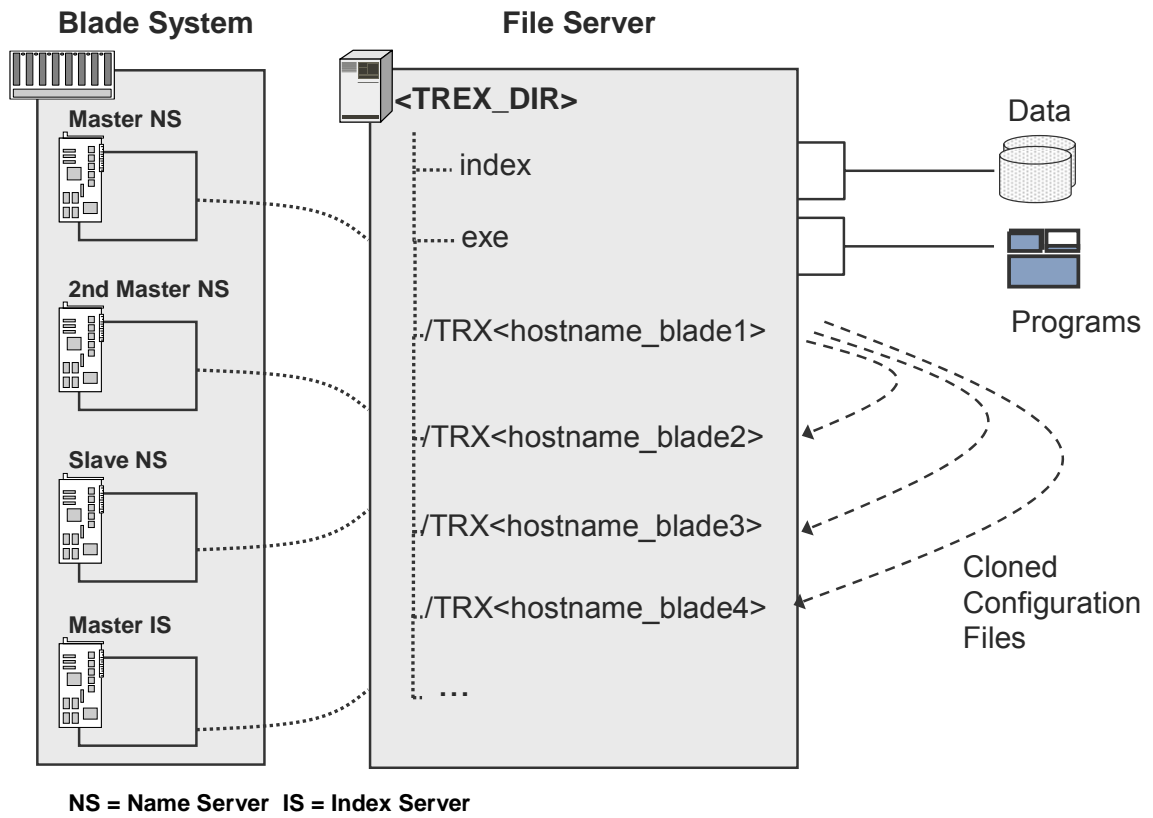 Blade System
File Server
Master NS
2nd Master NS
Slave NS
Master IS
<TREX_DIR>
index
exe
./TRX<hostname_blade1>
./TRX<hostname_blade2>
./TRX<hostname_blade3>
./TRX<hostname_blade4>
...
Data
Programs
Cloned
Configuration
Files
NS = Name Server IS = Index Server